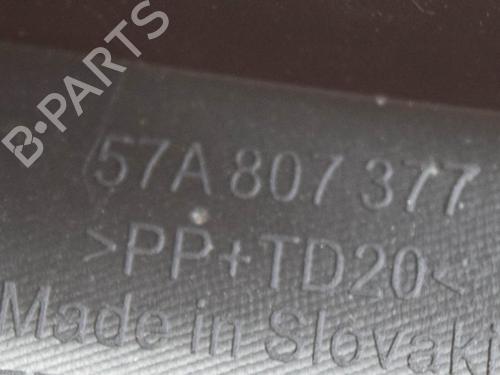 B-PARTS
57A 807 377
>PP+TD20<
Made in Slovaki